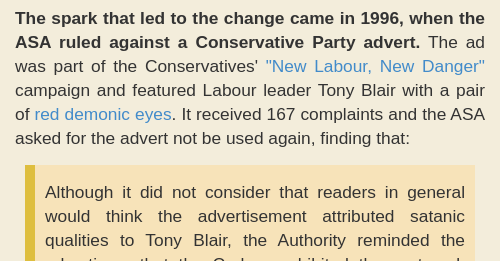 The spark that led to the change came in 1996, when the
ASA ruled against a Conservative Party advert. The ad
was part of the Conservatives' "New Labour, New Danger"
campaign and featured Labour leader Tony Blair with a pair
of red demonic eyes. It received 167 complaints and the ASA
asked for the advert not be used again, finding that:
Although it did not consider that readers in general
would think the advertisement attributed satanic
qualities to Tony Blair, the Authority reminded the